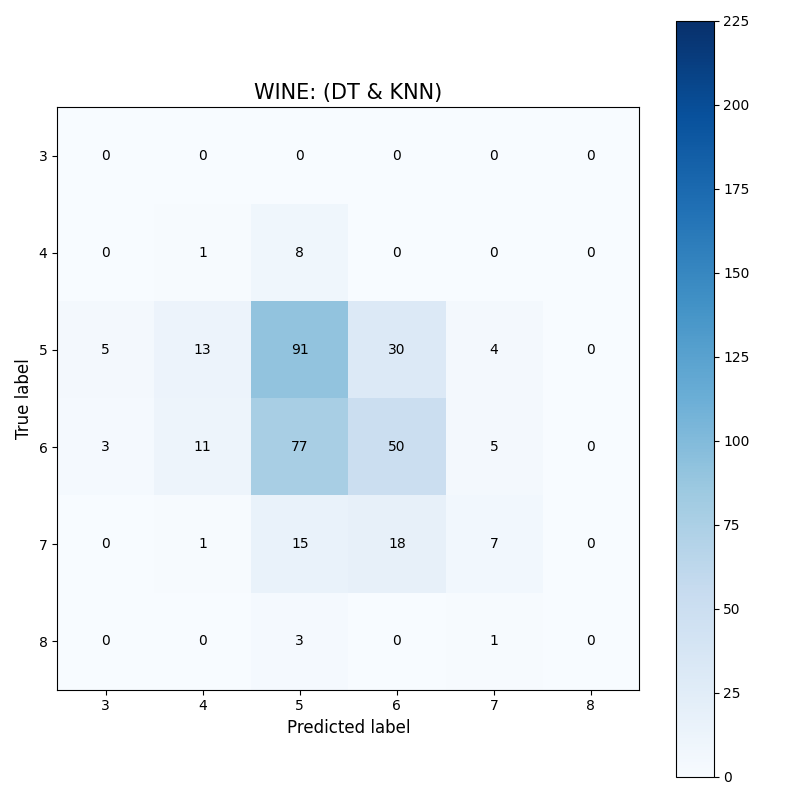 WINE: (DT & KNN)
225
200
175
150
125
100
75
50
25
0
True label
3 0 0 0 0 0 0
4 0 1 8 0 0 0
5 5 13 91 30 4 0
6 3 11 77 50 5 0
7 0 1 15 18 7 0
8 0 0 3 0 1 0
3 4 5 6 7 8
Predicted label